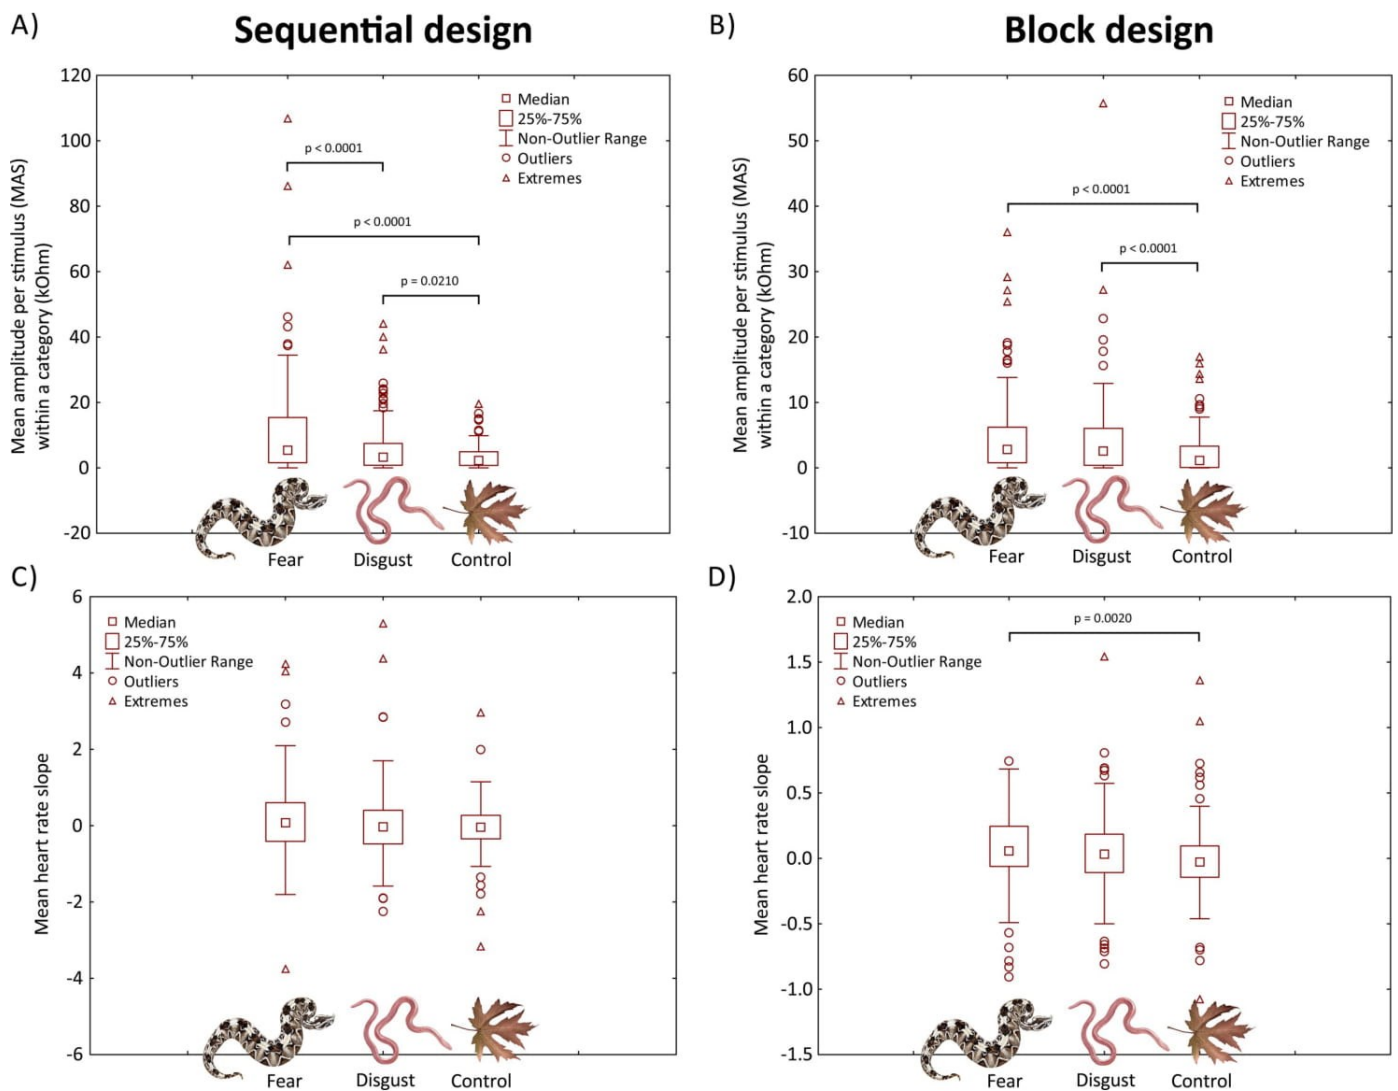 A)
Sequential design
120
100
80
60
40
20
0
-20
Mean amplitude per stimulus (MAS)
within a category (kOhm)
Median
25%-75%
Non-Outlier Range
Outliers
Extremes
p < 0.0001
p < 0.0001
p = 0.0210
Fear Disgust Control
B)
Block design
60
50
40
30
20
10
0
-10
Mean amplitude per stimulus (MAS)
within a category (kOhm)
Median
25%-75%
Non-Outlier Range
Outliers
Extremes
p < 0.0001
p < 0.0001
Fear Disgust Control
C)
6
4
2
0
-2
-4
-6
Mean heart rate slope
Median
25%-75%
Non-Outlier Range
Outliers
Extremes
Fear Disgust Control
D)
2.0
1.5
1.0
0.5
0.0
-0.5
-1.0
-1.5
Mean heart rate slope
Median
25%-75%
Non-Outlier Range
Outliers
Extremes
p = 0.0020
Fear Disgust Control